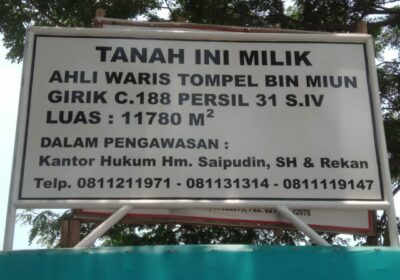 TANAH INI MILIK
AHLI WARIS TOMPEL BIN MIUN
GIRIK C.188 PERSIL 31 S.IV
LUAS : 11780 M²
DALAM PENGAWASAN :
Kantor Hukum Hm. Saipudin, SH & Rekan
Telp. 0811211971 - 081131314 - 0811119147